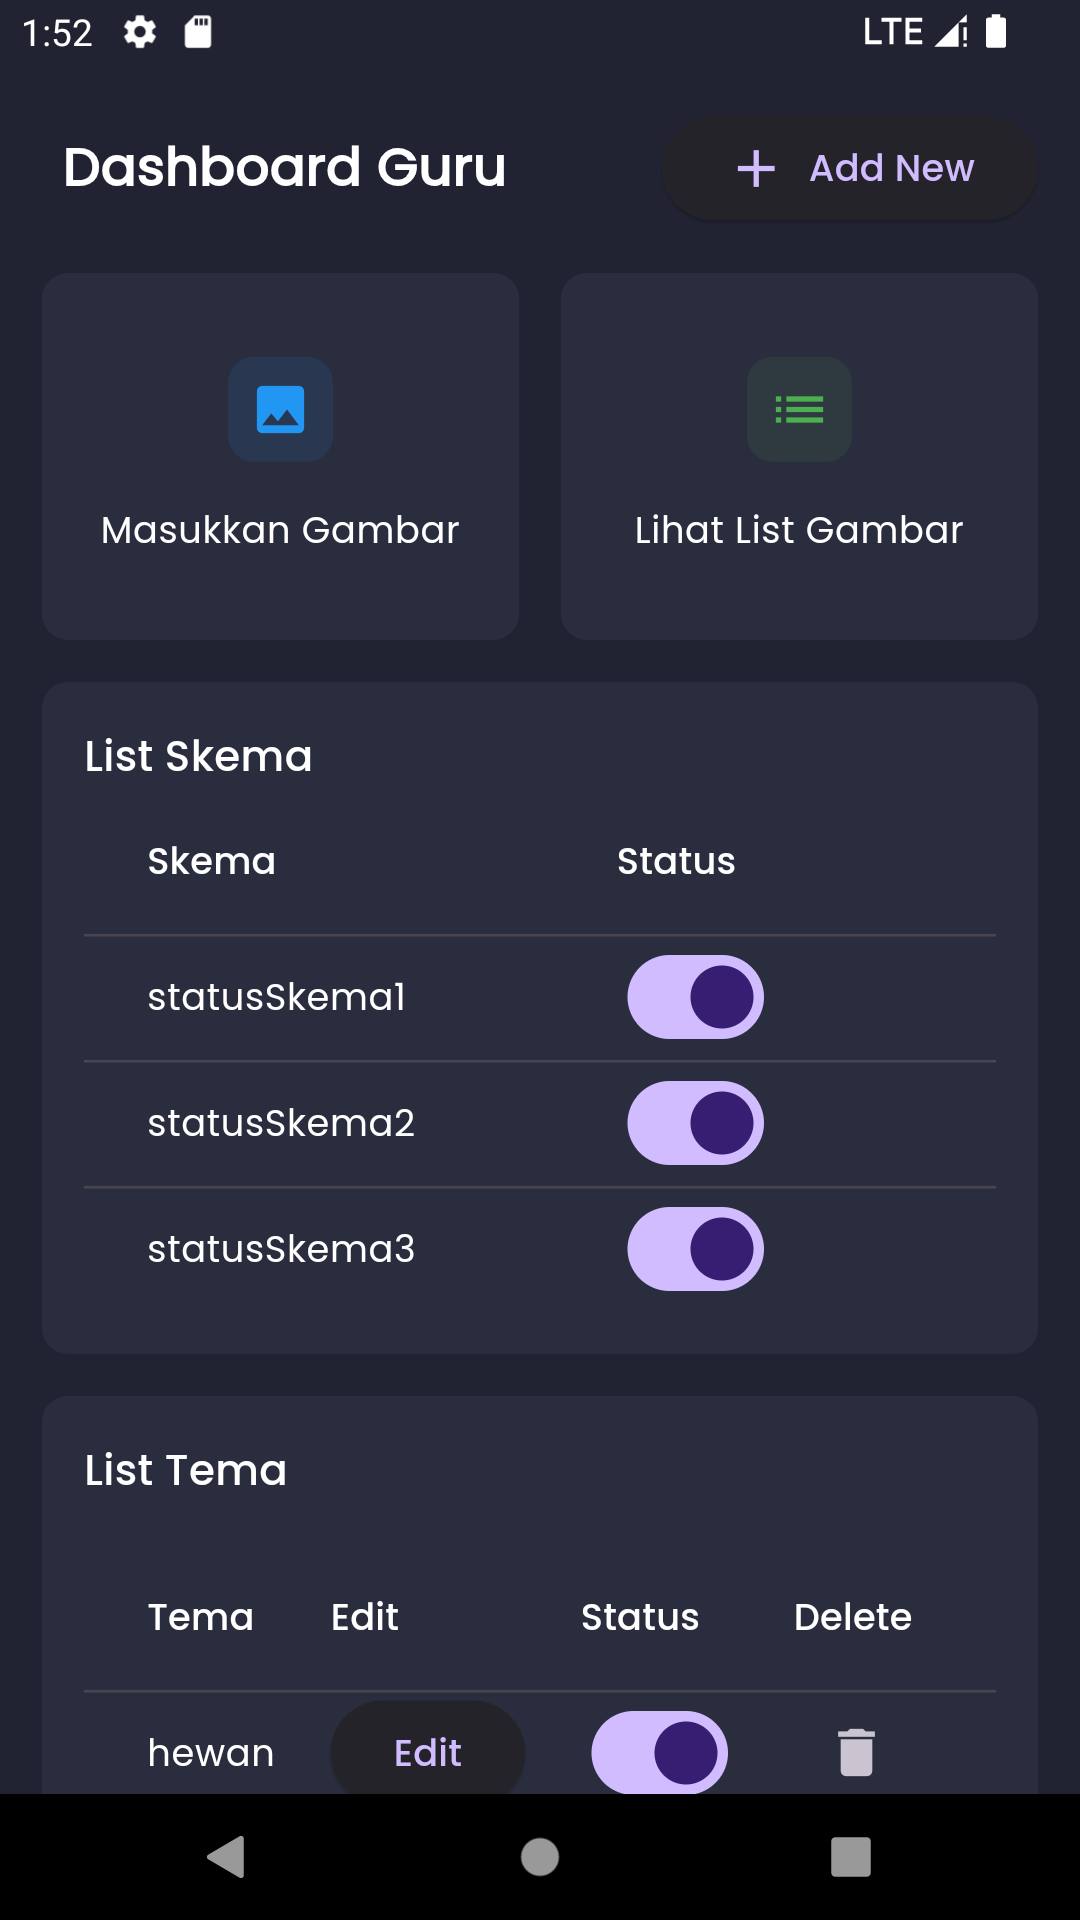 1:52 LTE
Dashboard Guru
Add New
Masukkan Gambar
Lihat List Gambar
List Skema
Skema Status
statusSkema1
statusSkema2
statusSkema3
List Tema
Tema Edit Status Delete
hewan Edit